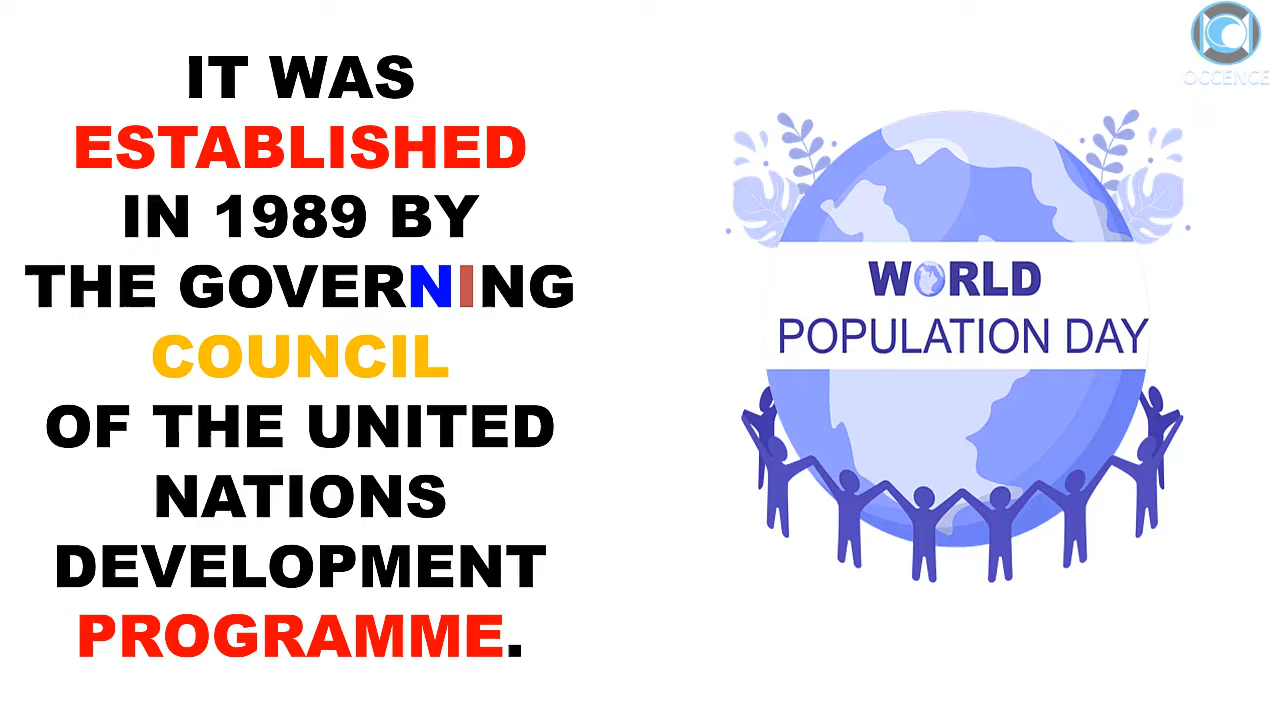 IT WAS
ESTABLISHED
IN 1989 BY
THE GOVERNING
COUNCIL
OF THE UNITED
NATIONS
DEVELOPMENT
PROGRAMME.
WORLD
POPULATION DAY
OCCENCE